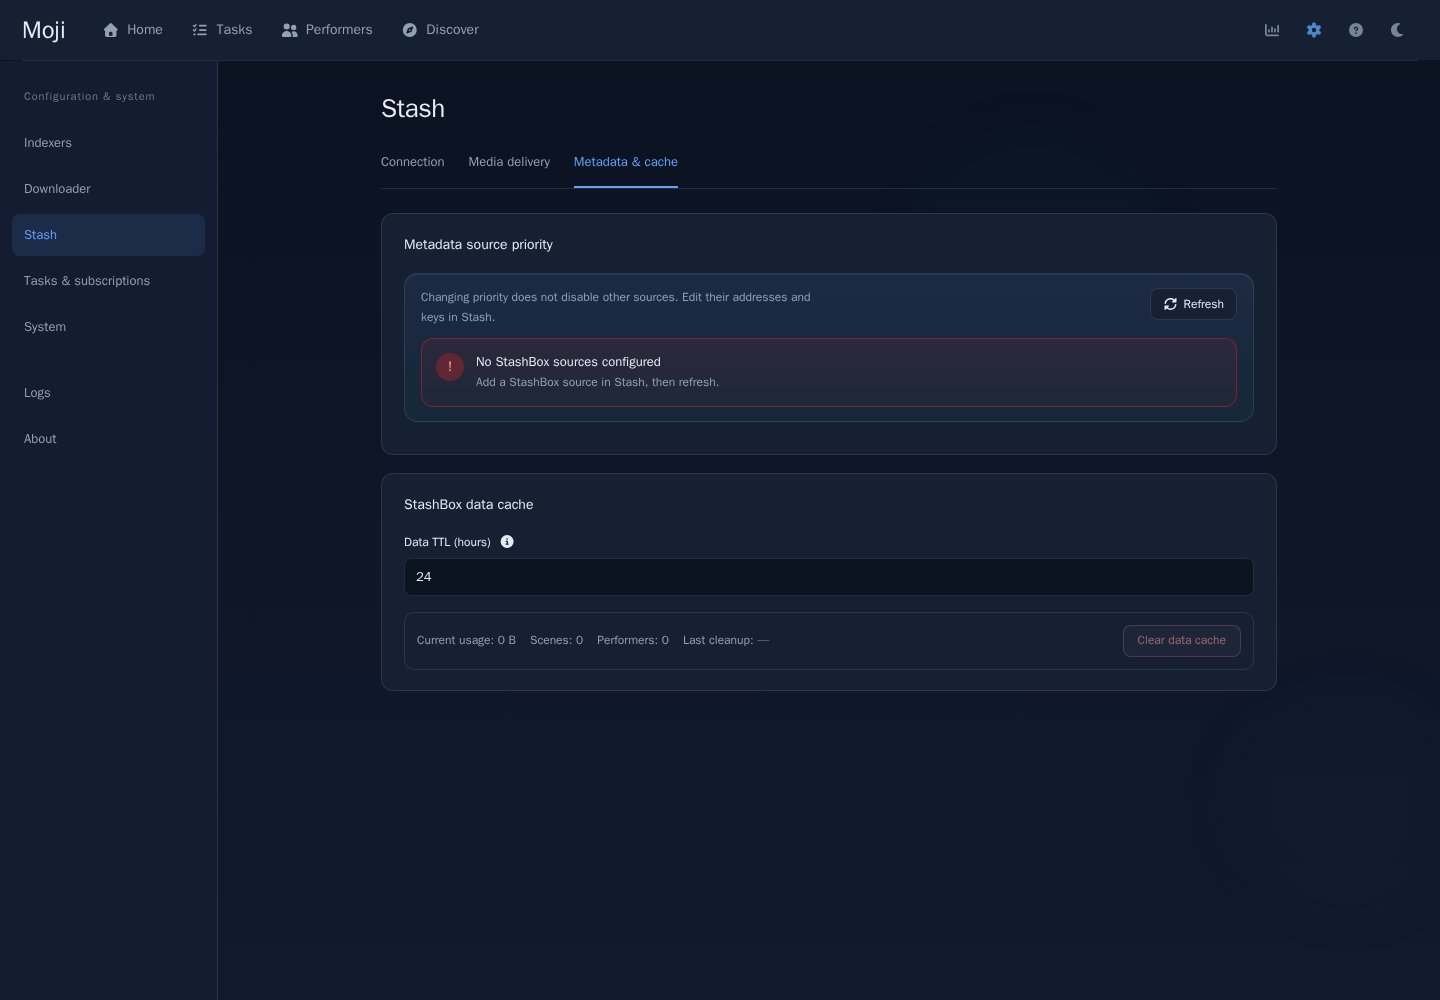 Moji
Home
Tasks
Performers
Discover
Configuration & system
Indexers
Downloader
Stash
Tasks & subscriptions
System
Logs
About
Stash
Connection
Media delivery
Metadata & cache
Metadata source priority
Changing priority does not disable other sources. Edit their addresses and
keys in Stash.
Refresh
!
No StashBox sources configured
Add a StashBox source in Stash, then refresh.
StashBox data cache
Data TTL (hours)
24
Current usage: 0 B
Scenes: 0
Performers: 0
Last cleanup: —
Clear data cache